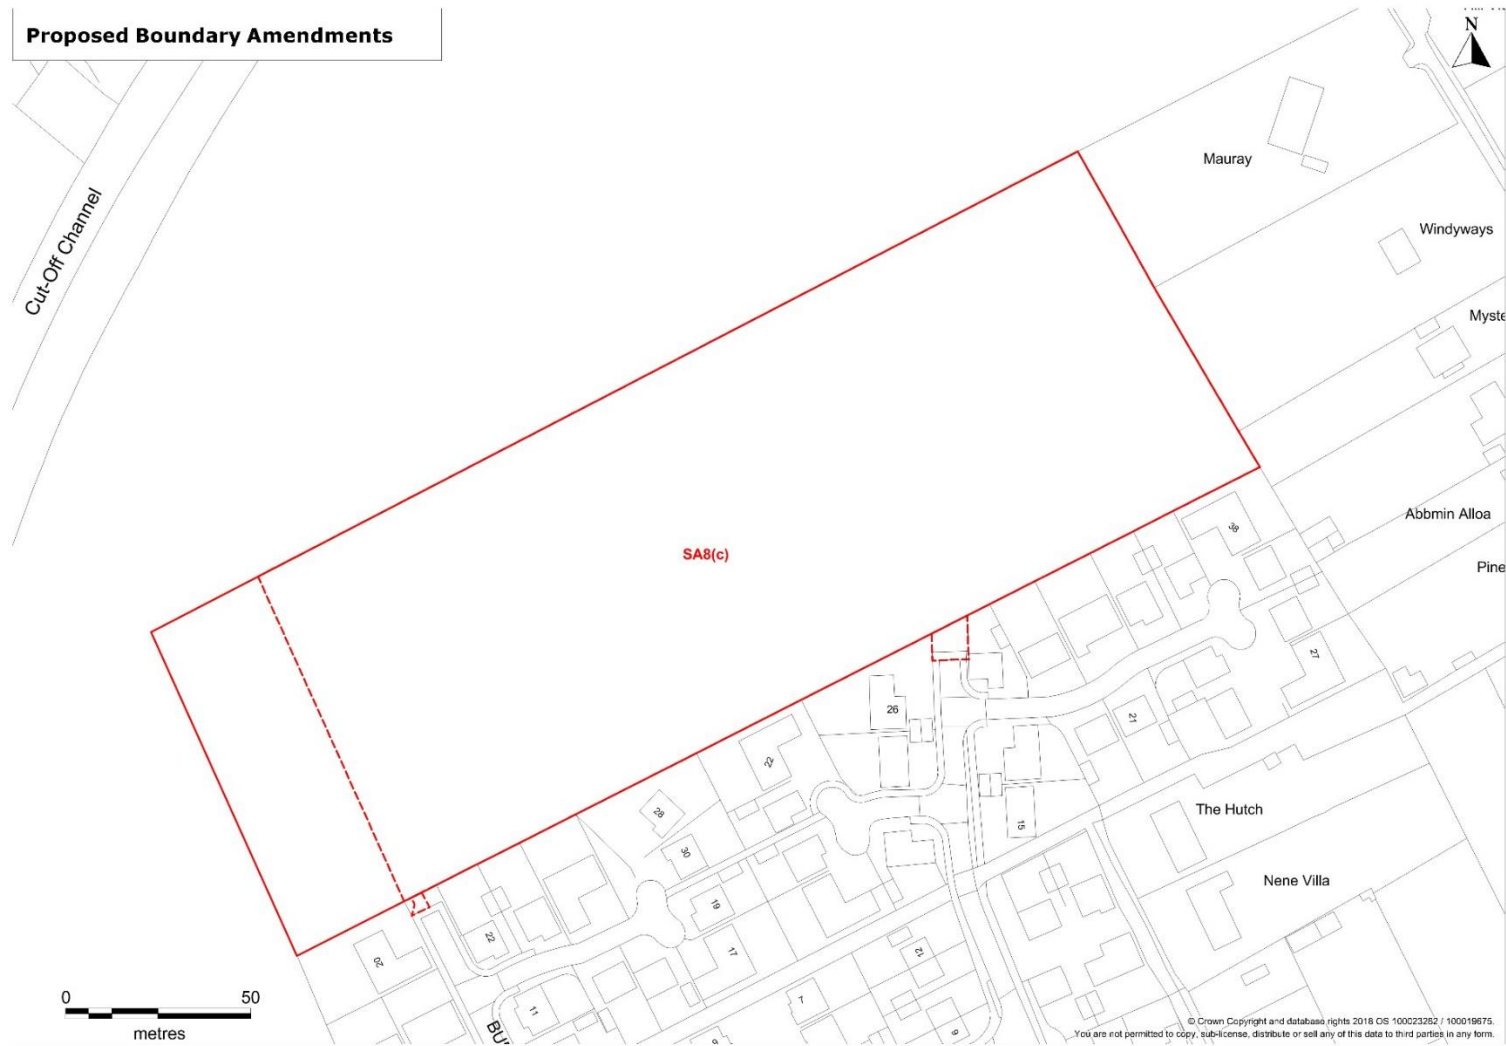 Proposed Boundary Amendments
N
Mauray
Cut-Off Channel
Windyways
Myste
Abbmin Alloa
38
SA8(c)
Pine
27
26
21
22
28
The Hutch
15
30
Nene Villa
19
22
17
12
20
7
11
9
0 50
metres
© Crown Copyright and database rights 2018 OS 100023282 / 100019675.
You are not permitted to copy, sub-license, distribute or sell any of this data to third parties in any form.